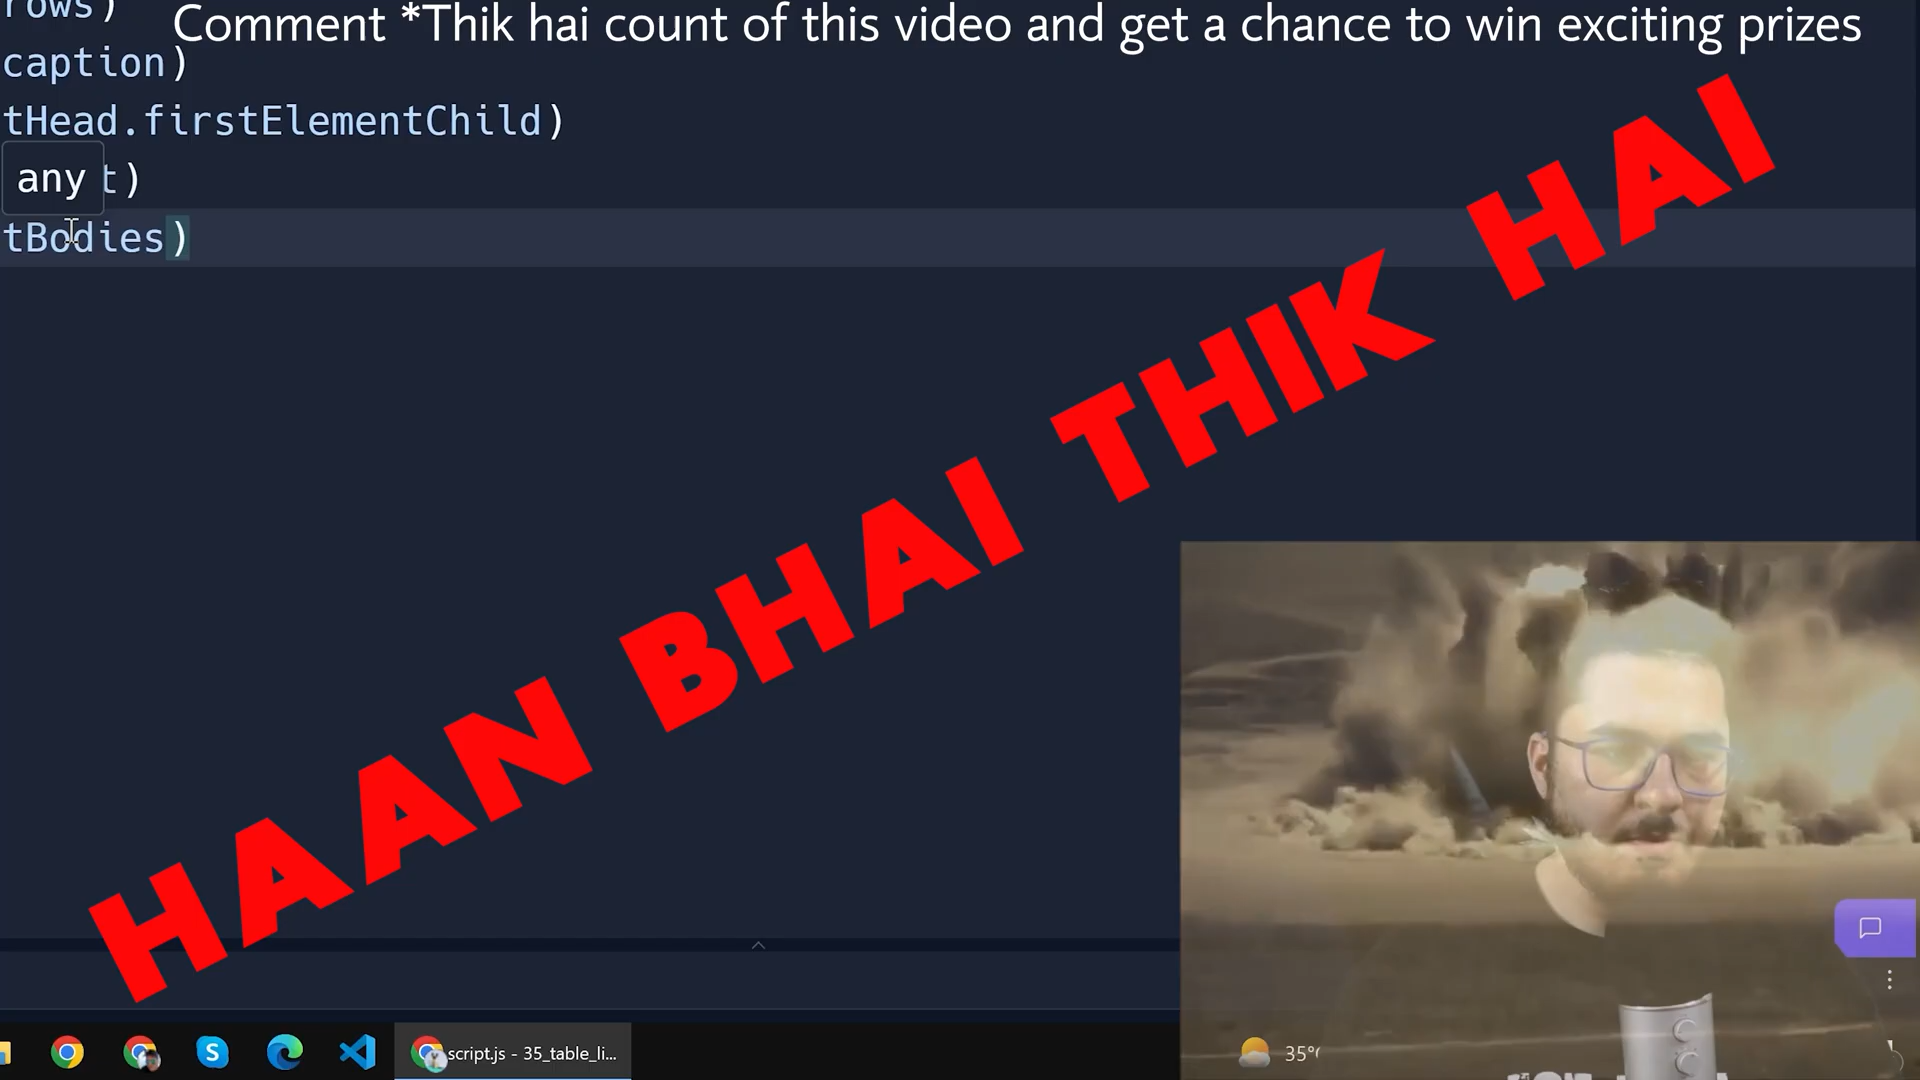 rows)
Comment *Thik hai count of this video and get a chance to win exciting prizes
caption)
tHead.firstElementChild)
any t)
tBodies)
HAAN BHAI THIK HAI
script.js - 35_table_li...
35°